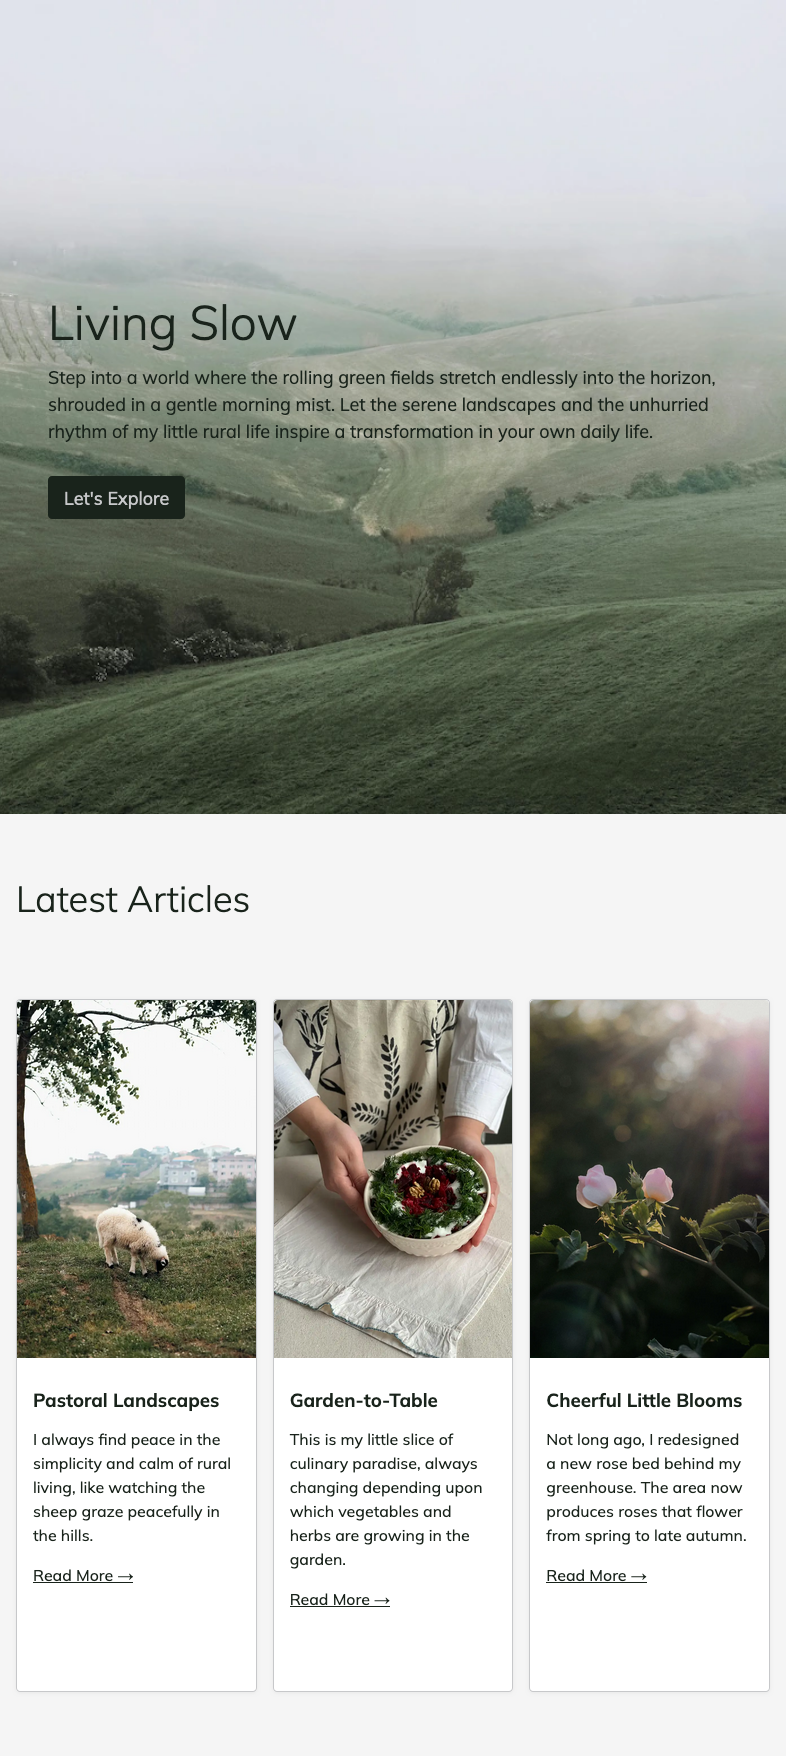 Living Slow
Step into a world where the rolling green fields stretch endlessly into the horizon,
shrouded in a gentle morning mist. Let the serene landscapes and the unhurried
rhythm of my little rural life inspire a transformation in your own daily life.
Let's Explore
Latest Articles
Pastoral Landscapes
I always find peace in the
simplicity and calm of rural
living, like watching the
sheep graze peacefully in
the hills.
Read More →
Garden-to-Table
This is my little slice of
culinary paradise, always
changing depending upon
which vegetables and
herbs are growing in the
garden.
Read More →
Cheerful Little Blooms
Not long ago, I redesigned
a new rose bed behind my
greenhouse. The area now
produces roses that flower
from spring to late autumn.
Read More →